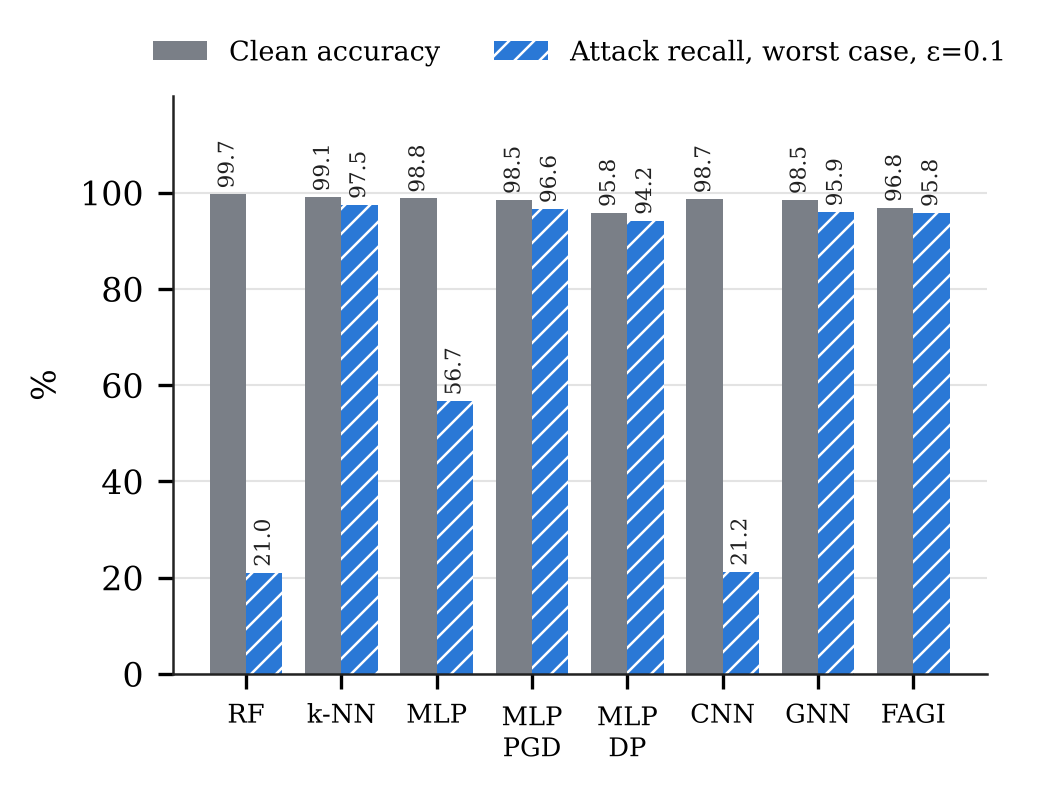 Clean accuracy
Attack recall, worst case, ε=0.1
%
100
80
60
40
20
0
99.7
21.0
99.1
97.5
98.8
56.7
98.5
96.6
95.8
94.2
98.7
21.2
98.5
95.9
96.8
95.8
RF
k-NN
MLP
MLP
PGD
MLP
DP
CNN
GNN
FAGI